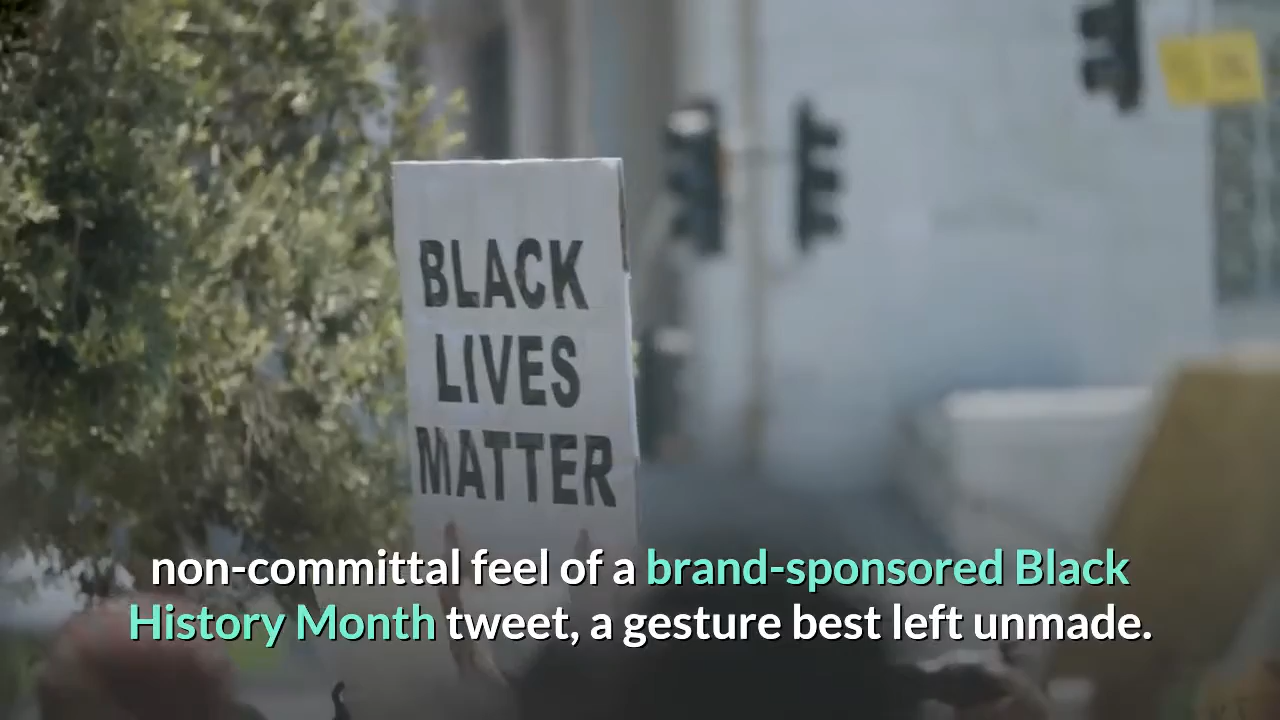 BLACK
LIVES
MATTER
non-committal feel of a brand-sponsored Black
History Month tweet, a gesture best left unmade.